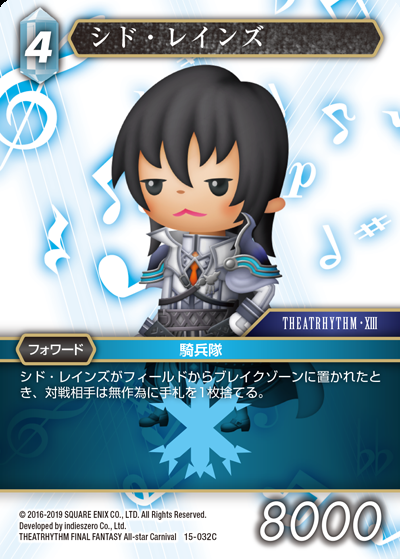 4
シド・レインズ
p
THEATRHYTHM・XIII
フォワード
騎兵隊
シド・レインズがフィールドからブレイクゾーンに置かれたと
き、対戦相手は無作為に手札を1枚捨てる。
© 2016-2019 SQUARE ENIX CO., LTD. All Rights Reserved.
Developed by indieszero Co., Ltd.
THEATRHYTHM FINAL FANTASY All-star Carnival 15-032C
8000